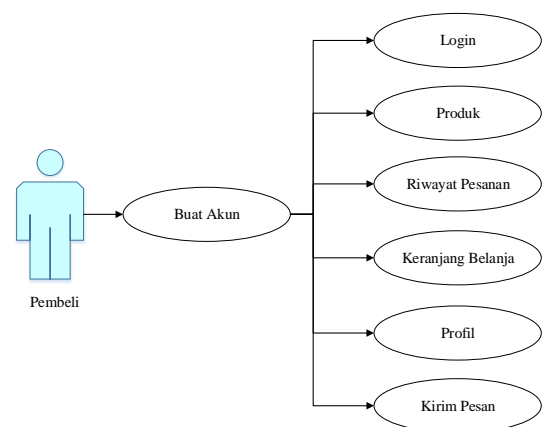 Login
Produk
Riwayat Pesanan
Buat Akun
Keranjang Belanja
Pembeli
Profil
Kirim Pesan